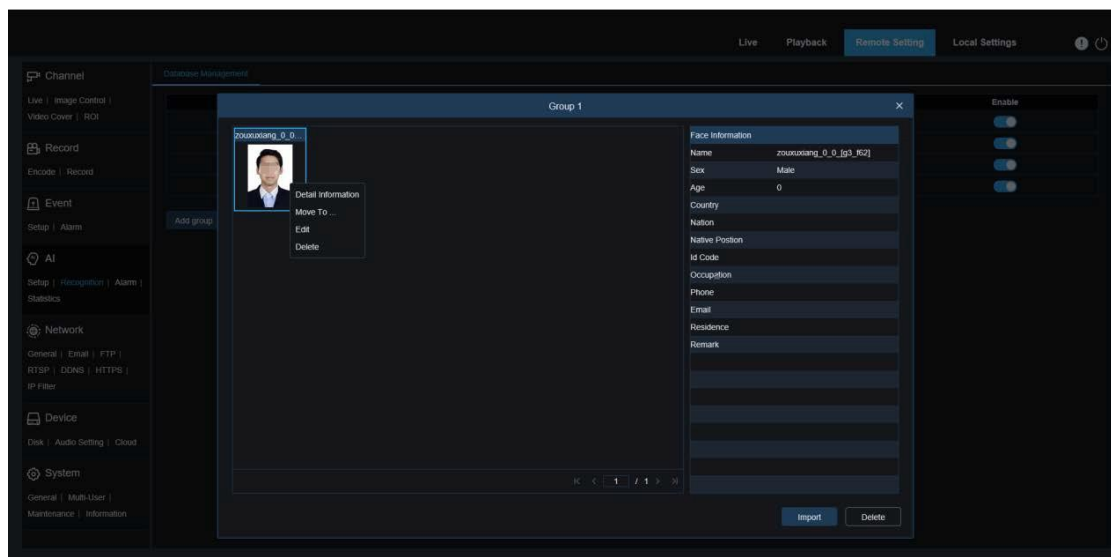 Live Playback Remote Setting Local Settings
Channel
Live | Image Control |
Video Cover | ROI
Record
Encode | Record
Event
Setup | Alarm
AI
Setup | Recognition | Alarm |
Statistics
Network
General | Email | FTP |
RTSP | DDNS | HTTPS |
IP Filter
Device
Disk | Audio Setting | Cloud
System
General | Multi-User |
Maintenance | Information
Database Management
Enable
Add group
Group 1
zouxuxiang_0_0...
Detail Information
Move To ...
Edit
Delete
1 / 1
Face Information
Name zouxuxiang_0_0_[g3_f62]
Sex Male
Age 0
Country
Nation
Native Postion
Id Code
Occupation
Phone
Email
Residence
Remark
Import Delete